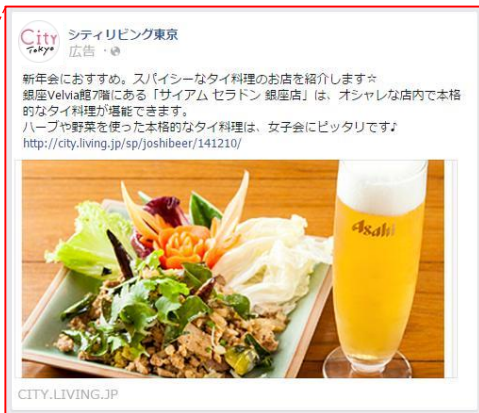 City
Tokyo
シティリビング東京
広告・
新年会におすすめ。スパイシーなタイ料理のお店を紹介します☆
銀座Velvia館7階にある「サイアム セラドン 銀座店」は、オシャレな店内で本格
的なタイ料理が堪能できます。
ハーブや野菜を使った本格的なタイ料理は、女子会にピッタリです♪
http://city.living.jp/sp/joshibeer/141210/
Asahi
CITY.LIVING.JP